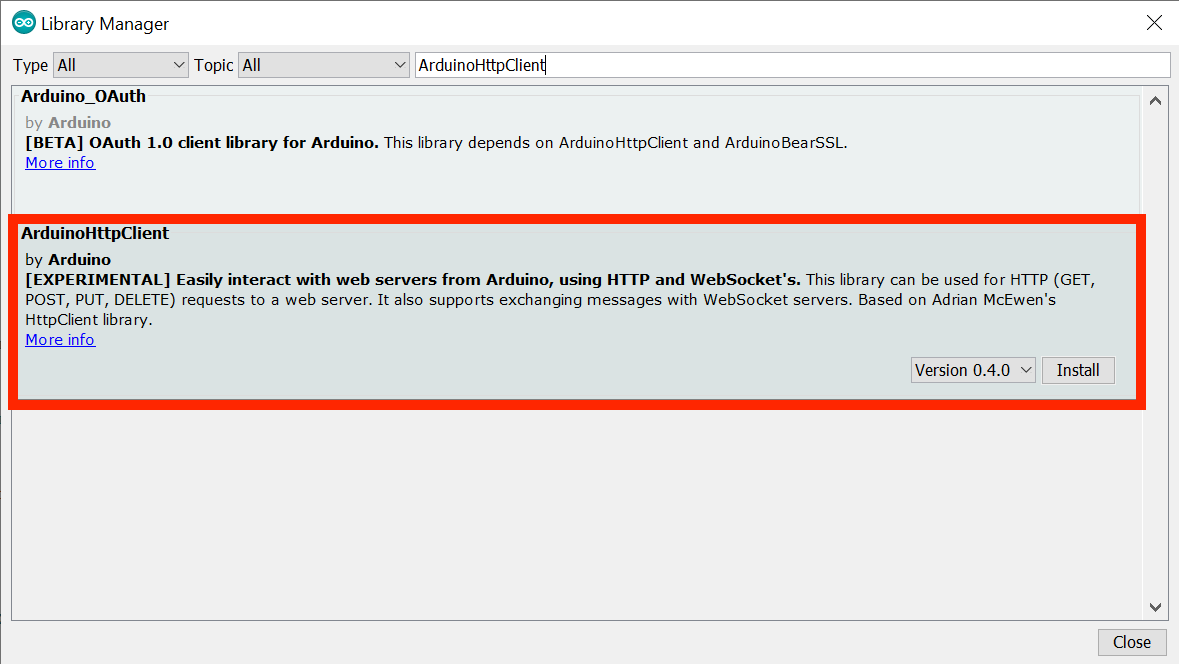 Library Manager
Type All Topic All ArduinoHttpClient
Arduino_OAuth
by Arduino
[BETA] OAuth 1.0 client library for Arduino. This library depends on ArduinoHttpClient and ArduinoBearSSL.
More info
ArduinoHttpClient
by Arduino
[EXPERIMENTAL] Easily interact with web servers from Arduino, using HTTP and WebSocket's. This library can be used for HTTP (GET,
POST, PUT, DELETE) requests to a web server. It also supports exchanging messages with WebSocket servers. Based on Adrian McEwen's
HttpClient library.
More info
Version 0.4.0 Install
Close